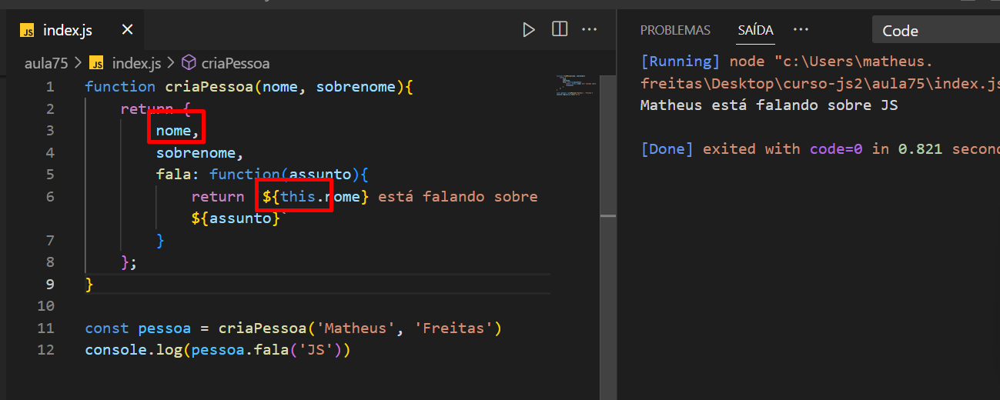 index.js
aula75 > index.js > criaPessoa
1 function criaPessoa(nome, sobrenome){
2 return {
3 nome,
4 sobrenome,
5 fala: function(assunto){
6 return ${this.nome} está falando sobre
${assunto}`
7 }
8 };
9 }
10
11 const pessoa = criaPessoa('Matheus', 'Freitas')
12 console.log(pessoa.fala('JS'))
PROBLEMAS SAÍDA ··· Code
[Running] node "c:\Users\matheus.
freitas\Desktop\curso-js2\aula75\index.js
Matheus está falando sobre JS
[Done] exited with code=0 in 0.821 secon